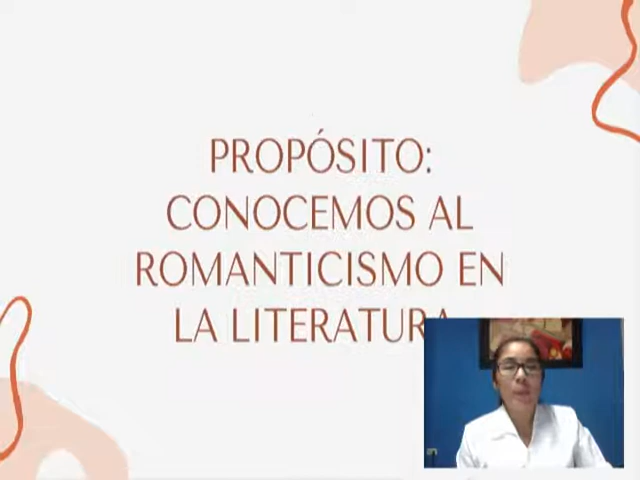 PROPÓSITO:
CONOCEMOS AL
ROMANTICISMO EN
LA LITERATURA